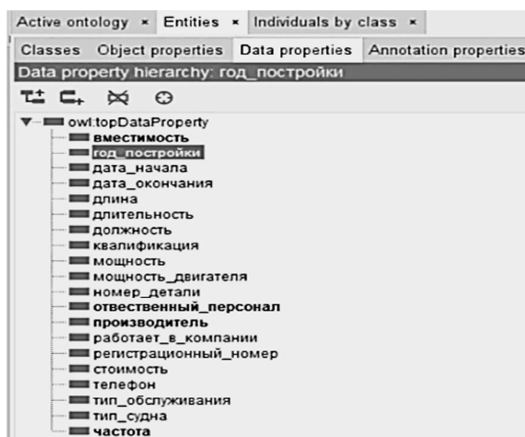 Active ontology × Entities × Individuals by class ×
Classes Object properties Data properties Annotation properties
Data property hierarchy: год_постройки
owl:topDataProperty
вместимость
год_постройки
дата_начала
дата_окончания
длина
длительность
должность
квалификация
мощность
мощность_двигателя
номер_детали
отвественный_персонал
производитель
работает_в_компании
регистрационный_номер
стоимость
телефон
тип_обслуживания
тип_судна
частота